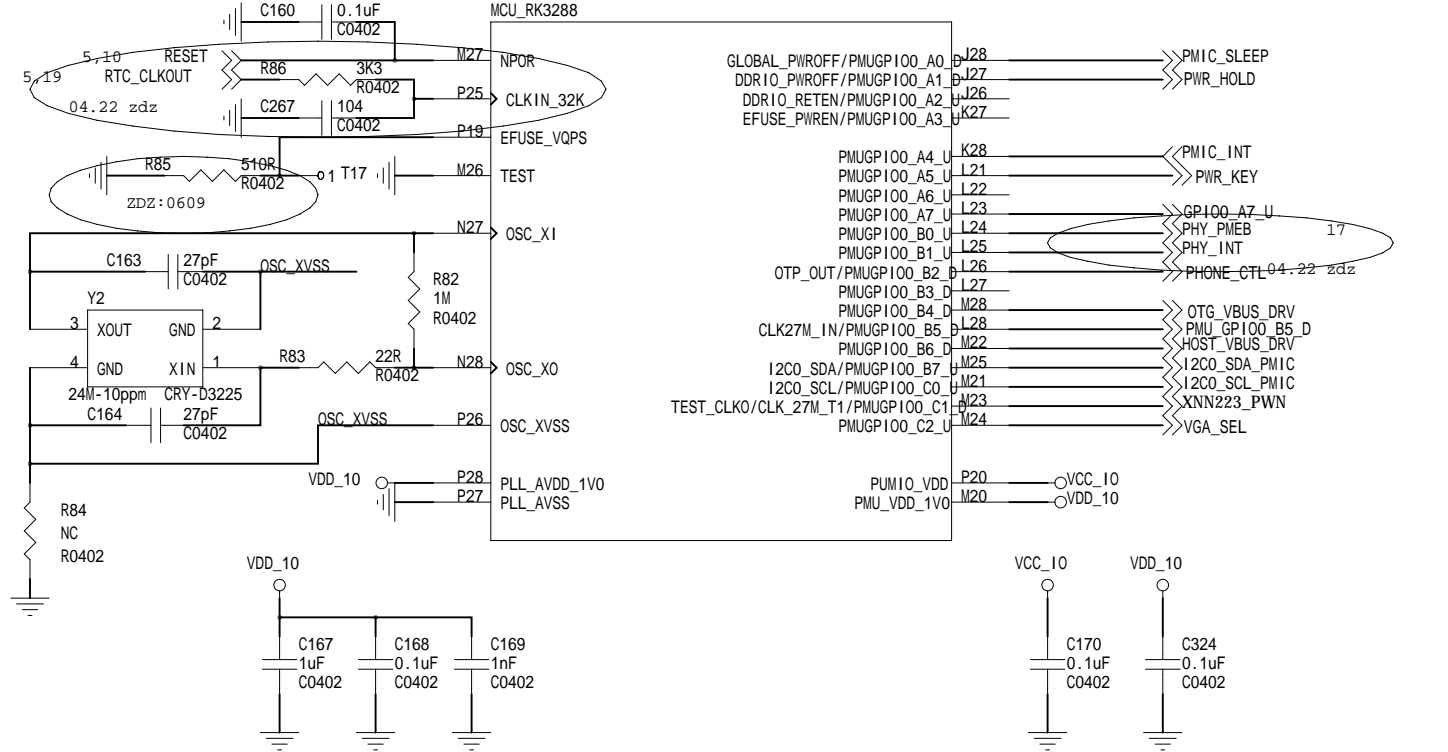 MCU_RK3288
C160
0.1uF
C0402
5,10
RESET
5,19
RTC_CLKOUT
R86
3K3
R0402
C267
104
C0402
04.22 zdz
M27
NPOR
P25
CLKIN_32K
P19
EFUSE_VQPS
R85
510R
R0402
1
T17
M26
TEST
ZDZ:0609
N27
OSC_XI
C163
27pF
C0402
OSC_XVSS
R82
1M
R0402
Y2
3
XOUT
GND
2
4
GND
XIN
1
24M-10ppm
CRY-D3225
R83
22R
R0402
N28
OSC_XO
C164
27pF
C0402
OSC_XVSS
P26
OSC_XVSS
VDD_10
P28
PLL_AVDD_1V0
P27
PLL_AVSS
R84
NC
R0402
GLOBAL_PWROFF/PMUGPIO0_A0_D
J28
PMIC_SLEEP
DDRIO_PWROFF/PMUGPIO0_A1_D
J27
PWR_HOLD
DDRIO_RETEN/PMUGPIO0_A2_U
J26
EFUSE_PWREN/PMUGPIO0_A3_U
K27
PMUGPIO0_A4_U
K28
PMIC_INT
PMUGPIO0_A5_U
L21
PWR_KEY
PMUGPIO0_A6_U
L22
PMUGPIO0_A7_U
L23
GPIO0_A7_U
PMUGPIO0_B0_U
L24
PHY_PMEB
17
PMUGPIO0_B1_U
L25
PHY_INT
OTP_OUT/PMUGPIO0_B2_D
L26
PHONE_CTL
04.22 zdz
PMUGPIO0_B3_D
L27
PMUGPIO0_B4_D
M28
OTG_VBUS_DRV
CLK27M_IN/PMUGPIO0_B5_D
L28
PMU_GPIO0_B5_D
PMUGPIO0_B6_D
M22
HOST_VBUS_DRV
I2C0_SDA/PMUGPIO0_B7_U
M25
I2C0_SDA_PMIC
I2C0_SCL/PMUGPIO0_C0_U
M21
I2C0_SCL_PMIC
TEST_CLKO/CLK_27M_T1/PMUGPIO0_C1_D
M23
XNN223_PWN
PMUGPIO0_C2_U
M24
VGA_SEL
PUMIO_VDD
P20
VCC_IO
PMU_VDD_1V0
M20
VDD_10
VDD_10
C167
1uF
C0402
C168
0.1uF
C0402
C169
1nF
C0402
VCC_IO
C170
0.1uF
C0402
VDD_10
C324
0.1uF
C0402